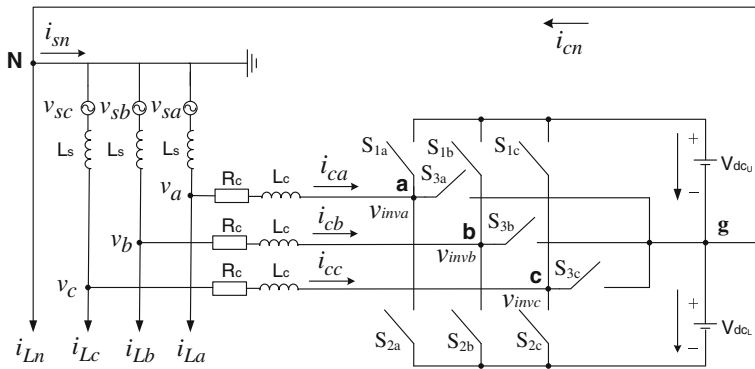 i_sn
i_cn
N
v_sc v_sb v_sa
L_s L_s L_s
S_1a S_1b S_1c
+
V_dcU
−
R_c L_c i_ca a S_3a
v_a v_inva
R_c L_c i_cb b S_3b g
v_b v_invb
R_c L_c i_cc c S_3c
v_c v_invc
+
V_dcL
−
S_2a S_2b S_2c
i_Ln i_Lc i_Lb i_La